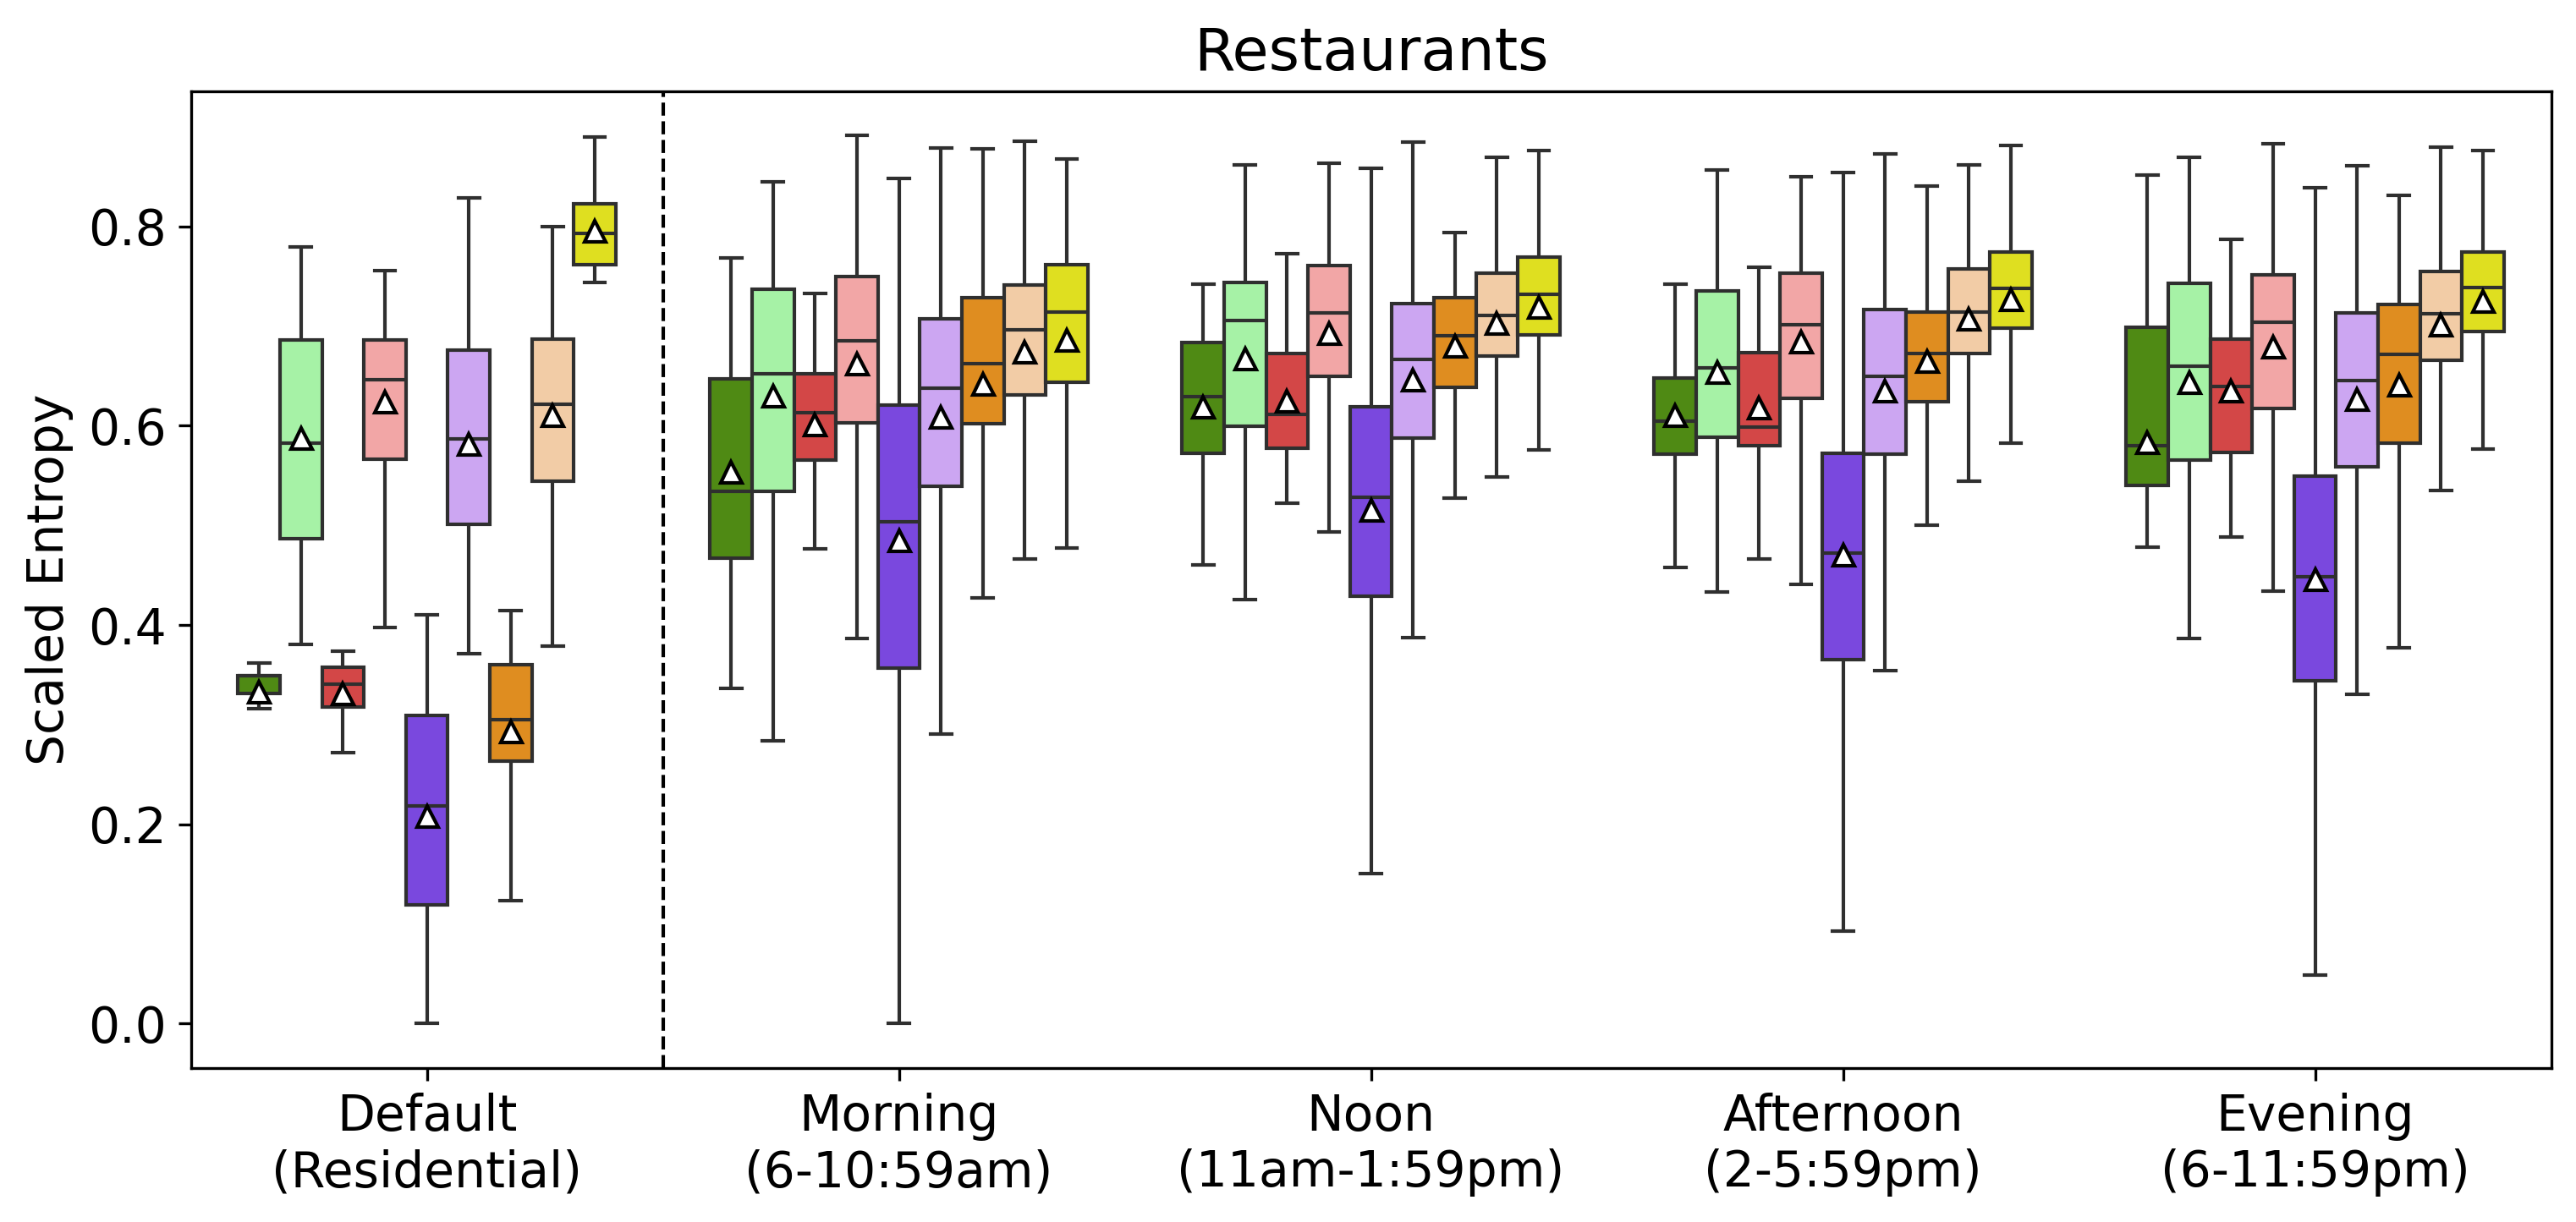 Restaurants
Scaled Entropy
0.8
0.6
0.4
0.2
0.0
Default
(Residential)
Morning
(6-10:59am)
Noon
(11am-1:59pm)
Afternoon
(2-5:59pm)
Evening
(6-11:59pm)